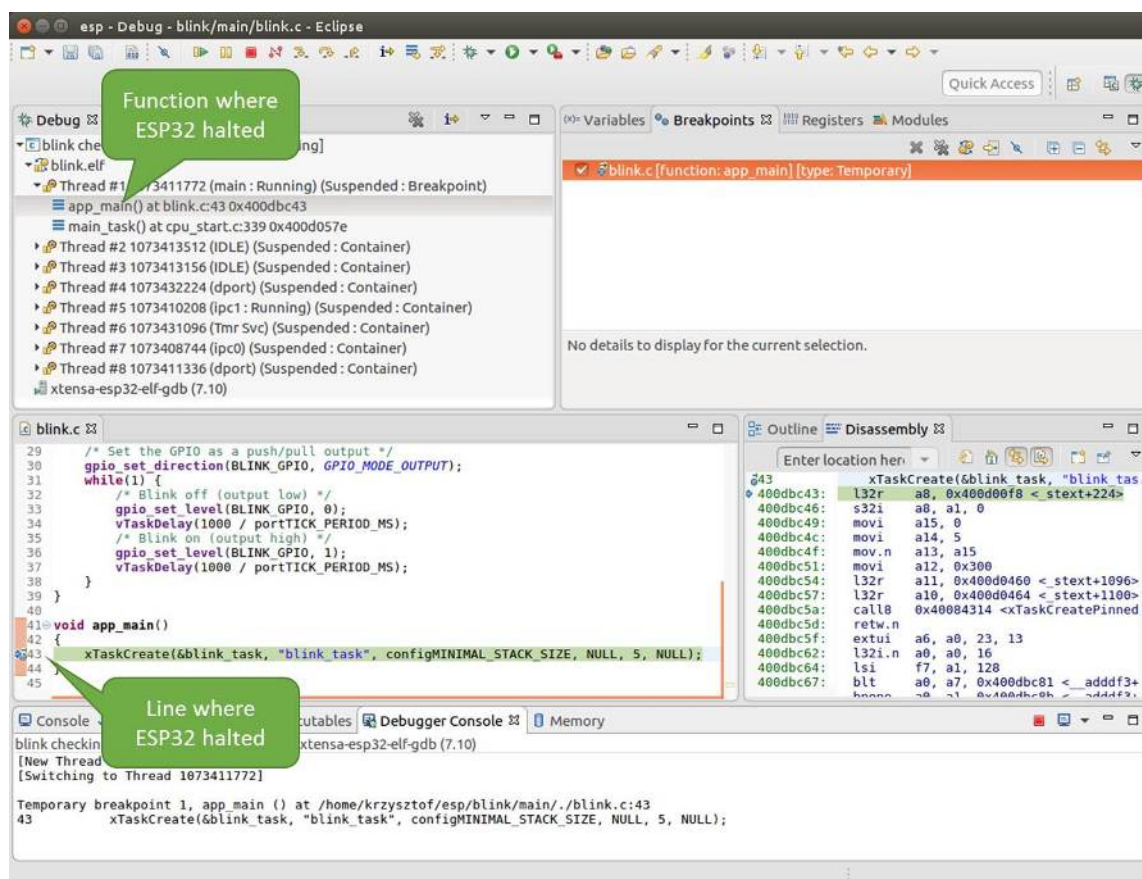 esp - Debug - blink/main/blink.c - Eclipse
Quick Access
Function where
ESP32 halted
Debug
blink che
ing]
blink.elf
Thread #1 1073411772 (main : Running) (Suspended : Breakpoint)
app_main() at blink.c:43 0x400dbc43
main_task() at cpu_start.c:339 0x400d057e
Thread #2 1073413512 (IDLE) (Suspended : Container)
Thread #3 1073413156 (IDLE) (Suspended : Container)
Thread #4 1073432224 (dport) (Suspended : Container)
Thread #5 1073410208 (ipc1 : Running) (Suspended : Container)
Thread #6 1073431096 (Tmr Svc) (Suspended : Container)
Thread #7 1073408744 (ipc0) (Suspended : Container)
Thread #8 1073411336 (dport) (Suspended : Container)
xtensa-esp32-elf-gdb (7.10)
(x)= Variables Breakpoints Registers Modules
blink.c [function: app_main] [type: Temporary]
No details to display for the current selection.
blink.c
29 /* Set the GPIO as a push/pull output */
30 gpio_set_direction(BLINK_GPIO, GPIO_MODE_OUTPUT);
31 while(1) {
32 /* Blink off (output low) */
33 gpio_set_level(BLINK_GPIO, 0);
34 vTaskDelay(1000 / portTICK_PERIOD_MS);
35 /* Blink on (output high) */
36 gpio_set_level(BLINK_GPIO, 1);
37 vTaskDelay(1000 / portTICK_PERIOD_MS);
38 }
39 }
40
41 void app_main()
42 {
43 xTaskCreate(&blink_task, "blink_task", configMINIMAL_STACK_SIZE, NULL, 5, NULL);
44
45
Outline Disassembly
Enter location her
43 xTaskCreate(&blink_task, "blink_tas
400dbc43: l32r a8, 0x400d00f8 <_stext+224>
400dbc46: s32i a8, a1, 0
400dbc49: movi a15, 0
400dbc4c: movi a14, 5
400dbc4f: mov.n a13, a15
400dbc51: movi a12, 0x300
400dbc54: l32r a11, 0x400d0460 <_stext+1096>
400dbc57: l32r a10, 0x400d0464 <_stext+1100>
400dbc5a: call8 0x40084314 <xTaskCreatePinned
400dbc5d: retw.n
400dbc5f: extui a6, a0, 23, 13
400dbc62: l32i.n a0, a0, 16
400dbc64: lsi f7, a1, 128
400dbc67: blt a0, a7, 0x400dbc81 <__adddf3+
Line where
ESP32 halted
Console
cutables Debugger Console Memory
blink checkin
xtensa-esp32-elf-gdb (7.10)
[New Thread
[Switching to Thread 1073411772]
Temporary breakpoint 1, app_main () at /home/krzysztof/esp/blink/main/./blink.c:43
43 xTaskCreate(&blink_task, "blink_task", configMINIMAL_STACK_SIZE, NULL, 5, NULL);